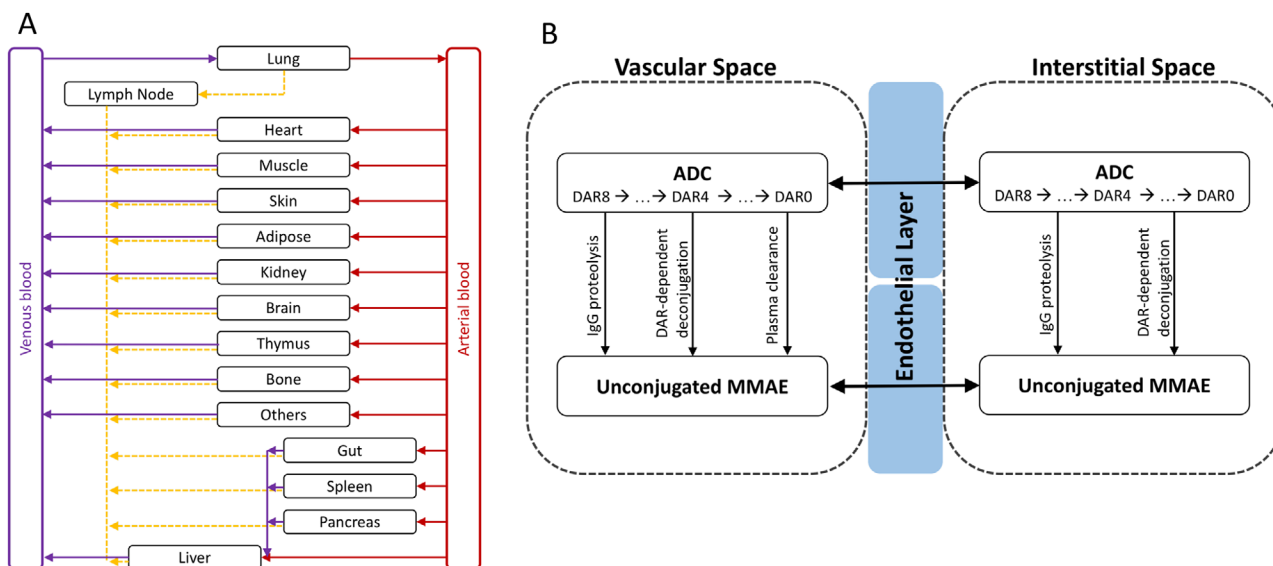 A
Lung
Lymph Node
Heart
Muscle
Skin
Adipose
Kidney
Brain
Thymus
Bone
Others
Gut
Spleen
Pancreas
Liver
Venous blood
Arterial blood
B
Vascular Space
Interstitial Space
Endothelial Layer
ADC
DAR8 → ...→ DAR4 → ...→ DAR0
IgG proteolysis
DAR-dependent
deconjugation
Plasma clearance
Unconjugated MMAE
ADC
DAR8 → ...→ DAR4 → ...→ DAR0
IgG proteolysis
DAR-dependent
deconjugation
Unconjugated MMAE